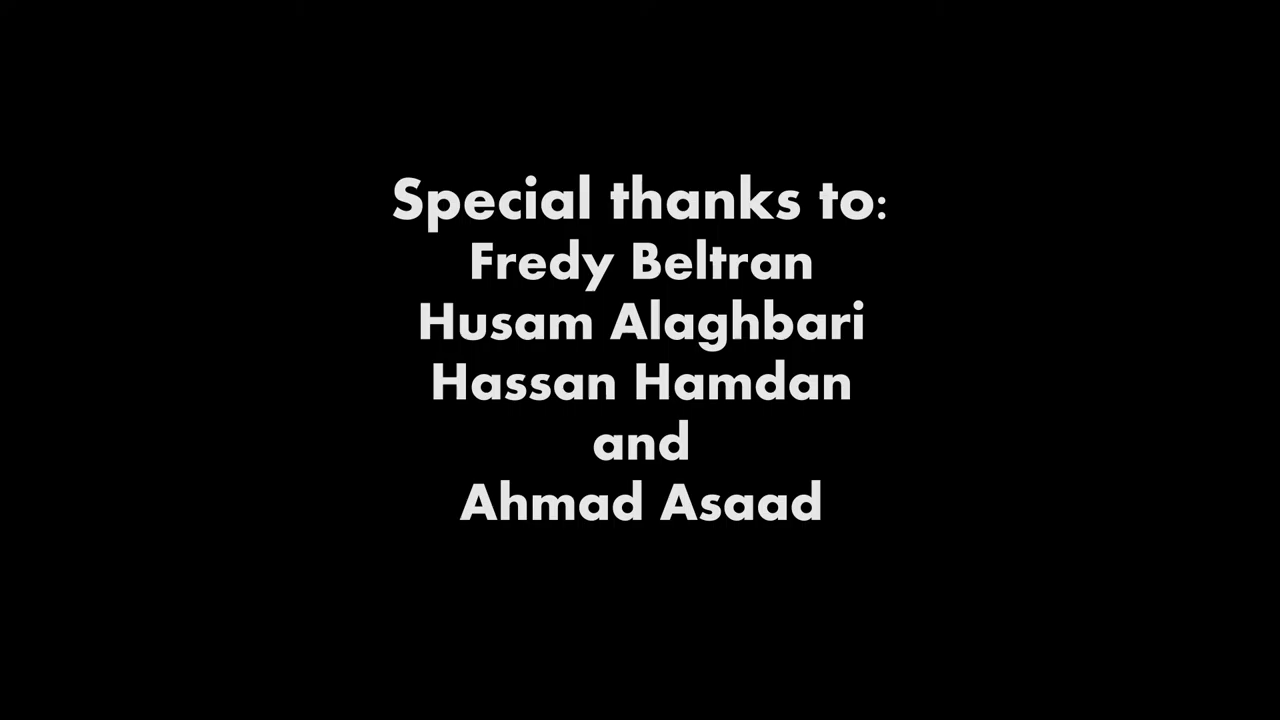 Special thanks to:
Fredy Beltran
Husam Alaghbari
Hassan Hamdan
and
Ahmad Asaad